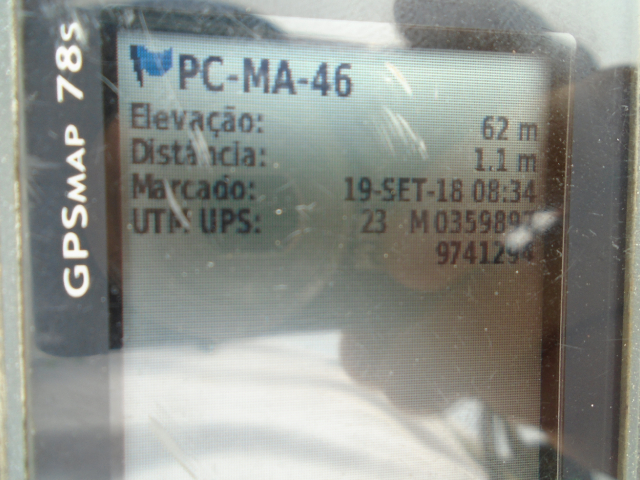 GPSMAP 78s
PC-MA-46
Elevação: 62 m
Distância: 1.1 m
Marcado: 19-SET-18 08:34
UTM UPS: 23 M 0359897
9741294